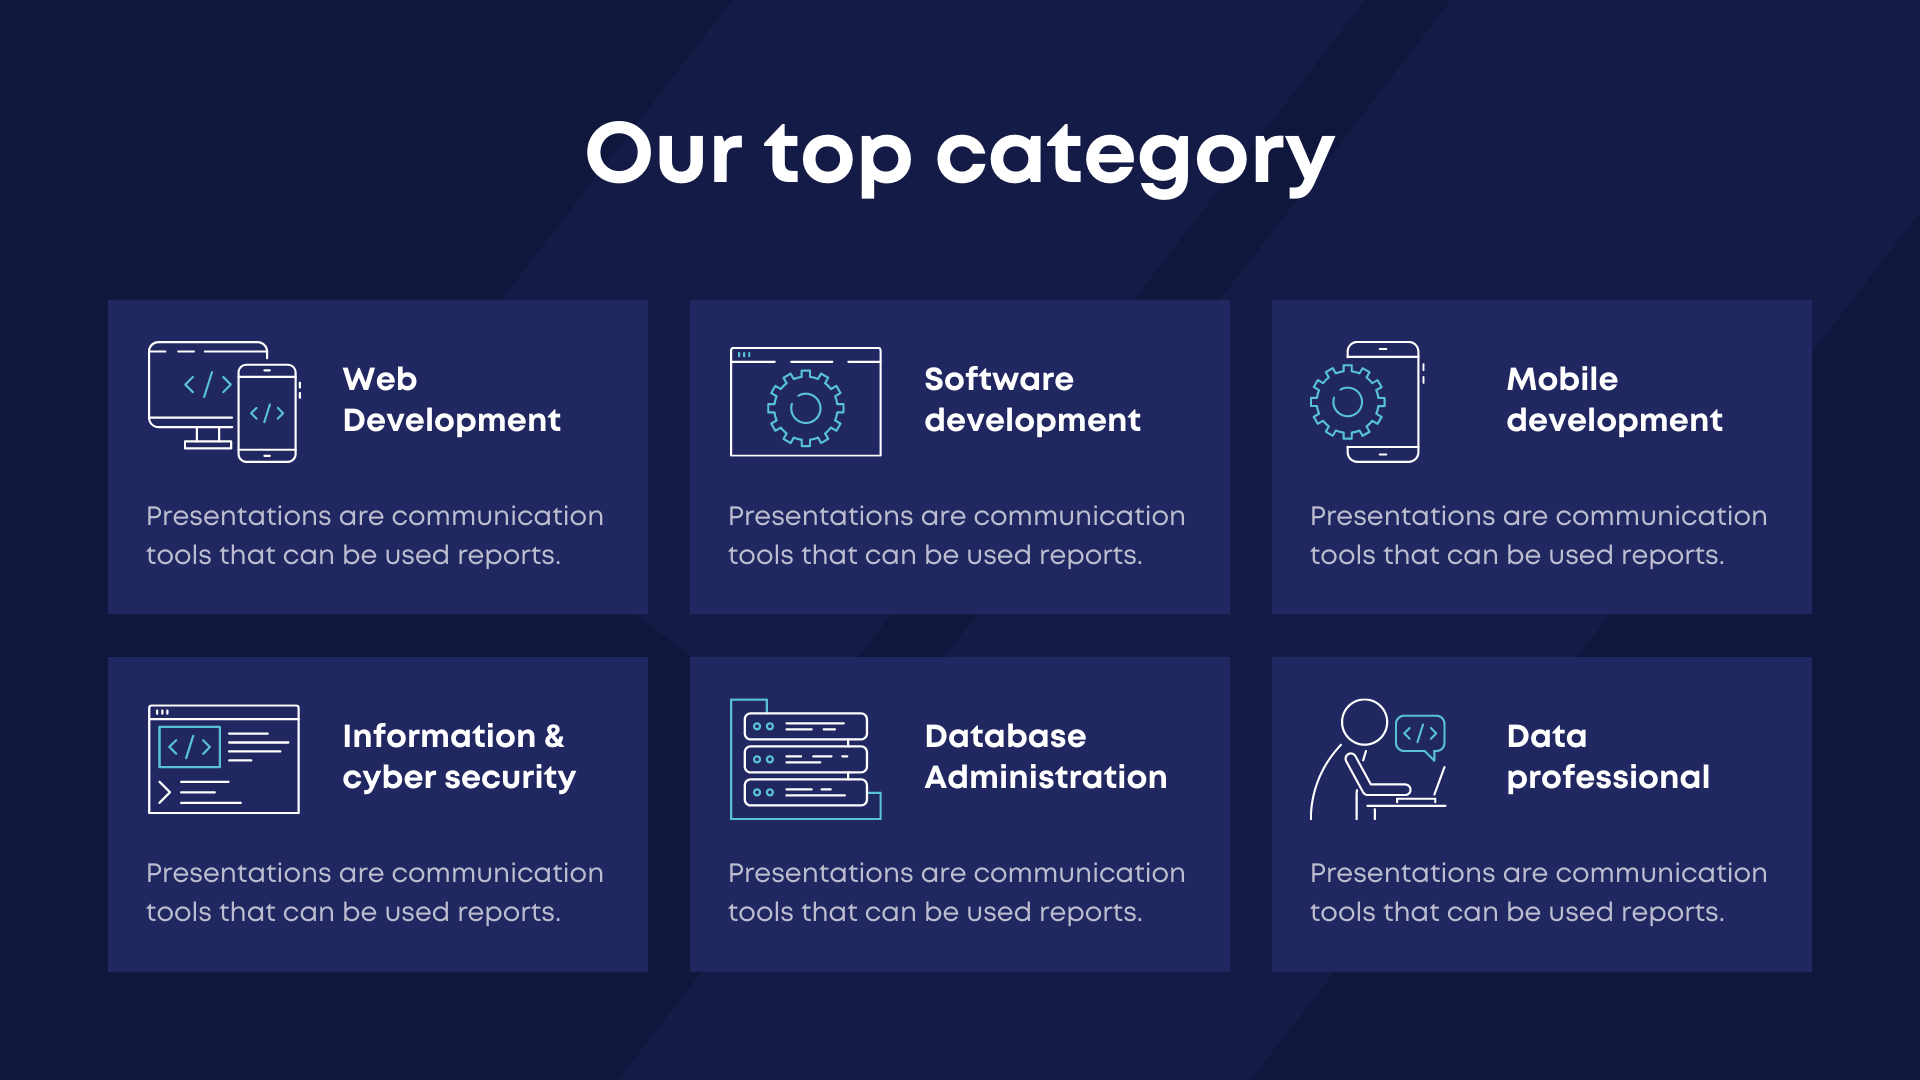 Our top category
Web
Development
Presentations are communication
tools that can be used reports.
Software
development
Presentations are communication
tools that can be used reports.
Mobile
development
Presentations are communication
tools that can be used reports.
Information &
cyber security
Presentations are communication
tools that can be used reports.
Database
Administration
Presentations are communication
tools that can be used reports.
Data
professional
Presentations are communication
tools that can be used reports.